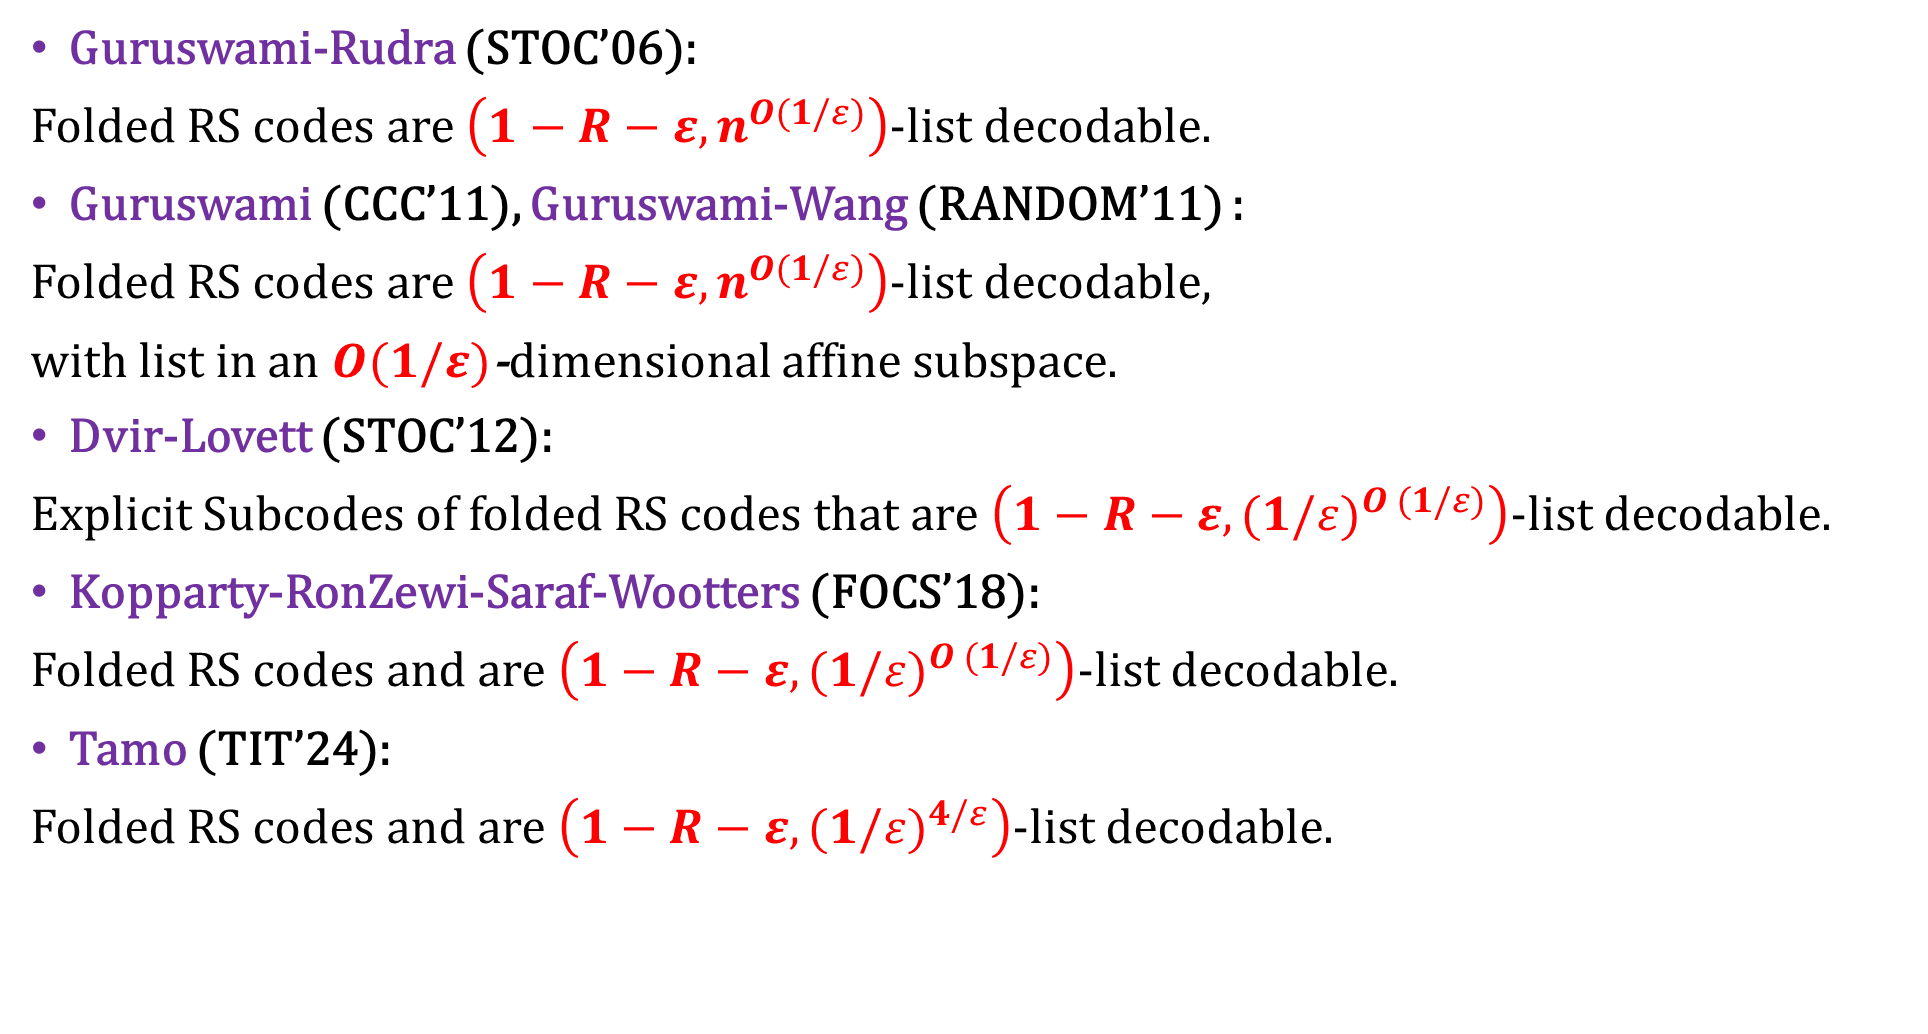 • Guruswami-Rudra (STOC’06):
Folded RS codes are (1 − R − ε, n^{O(1/ε)})-list decodable.
• Guruswami (CCC’11), Guruswami-Wang (RANDOM’11) :
Folded RS codes are (1 − R − ε, n^{O(1/ε)})-list decodable,
with list in an O(1/ε)-dimensional affine subspace.
• Dvir-Lovett (STOC’12):
Explicit Subcodes of folded RS codes that are (1 − R − ε, (1/ε)^{O (1/ε)})-list decodable.
• Kopparty-RonZewi-Saraf-Wootters (FOCS’18):
Folded RS codes and are (1 − R − ε, (1/ε)^{O (1/ε)})-list decodable.
• Tamo (TIT’24):
Folded RS codes and are (1 − R − ε, (1/ε)^{4/ε})-list decodable.